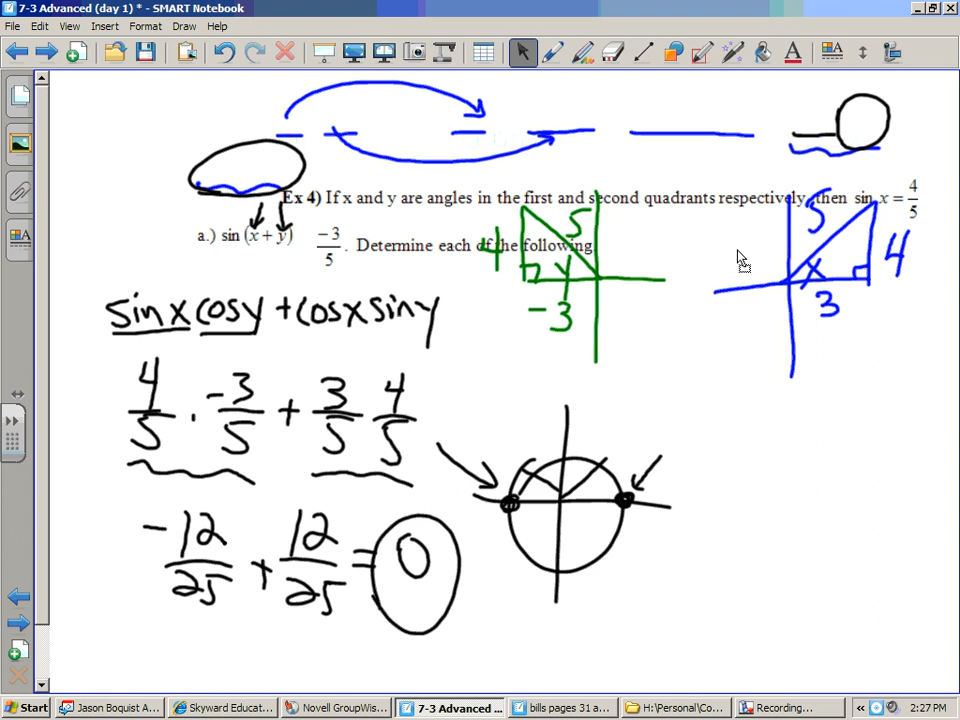 7-3 Advanced (day 1) * - SMART Notebook
File Edit View Insert Format Draw Help
Ex 4) If x and y are angles in the first and second quadrants respectively, then sin x = 4/5
a.) sin (x + y) -3/5 . Determine each of the following
5
4
y
-3
5
4
x
3
sinx cosy + cosx siny
4/5 · -3/5 + 3/5 4/5
-12/25 + 12/25 = 0
Start
Jason Boquist A...
Skyward Educat...
Novell GroupWis...
7-3 Advanced ...
bills pages 31 a...
H:\Personal\Co...
Recording...
«
2:27 PM